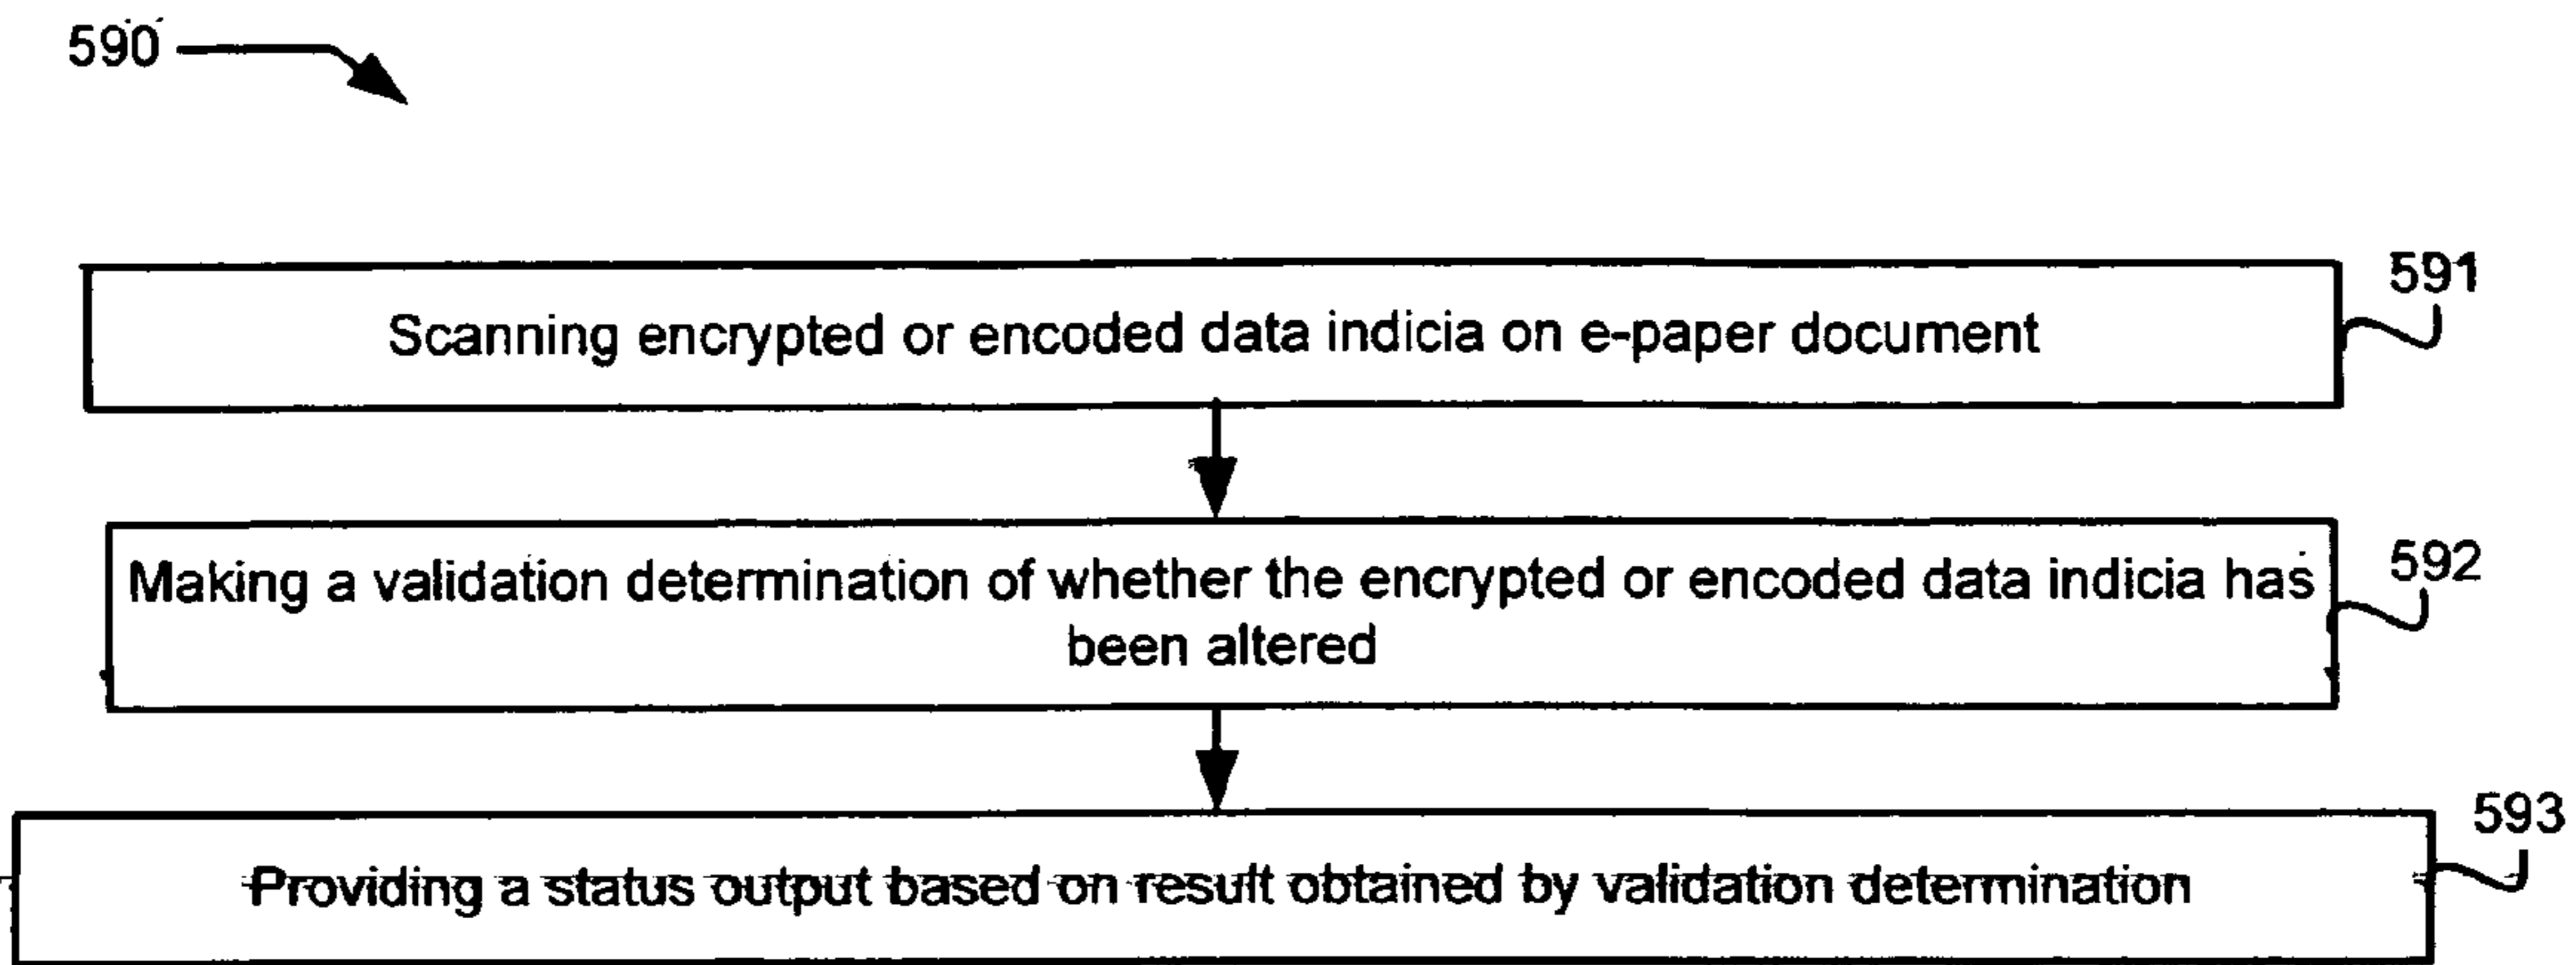 590
Scanning encrypted or encoded data indicia on e-paper document
591
Making a validation determination of whether the encrypted or encoded data indicia has
been altered
592
Providing a status output based on result obtained by validation determination
593